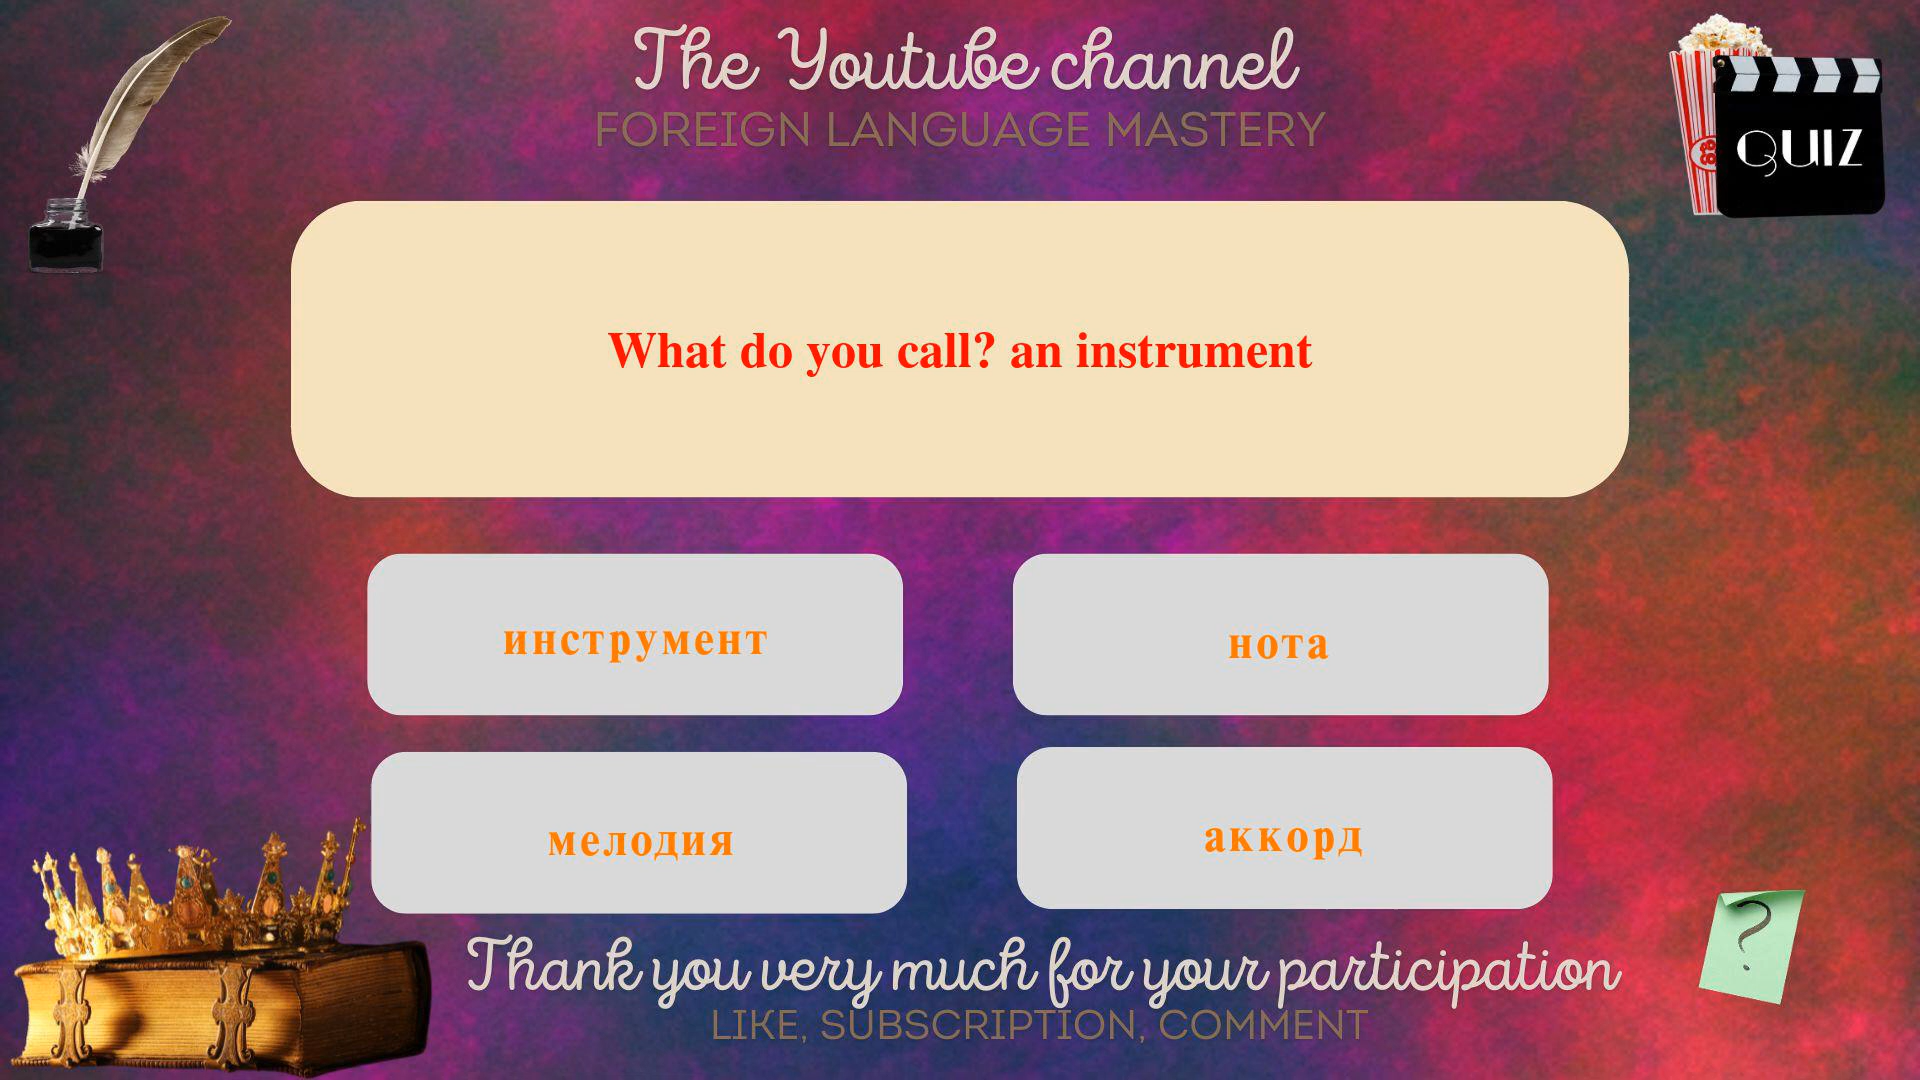 The Youtube channel
FOREIGN LANGUAGE MASTERY
QUIZ
What do you call? an instrument
инструмент
нота
мелодия
аккорд
?
Thank you very much for your participation
LIKE, SUBSCRIPTION, COMMENT